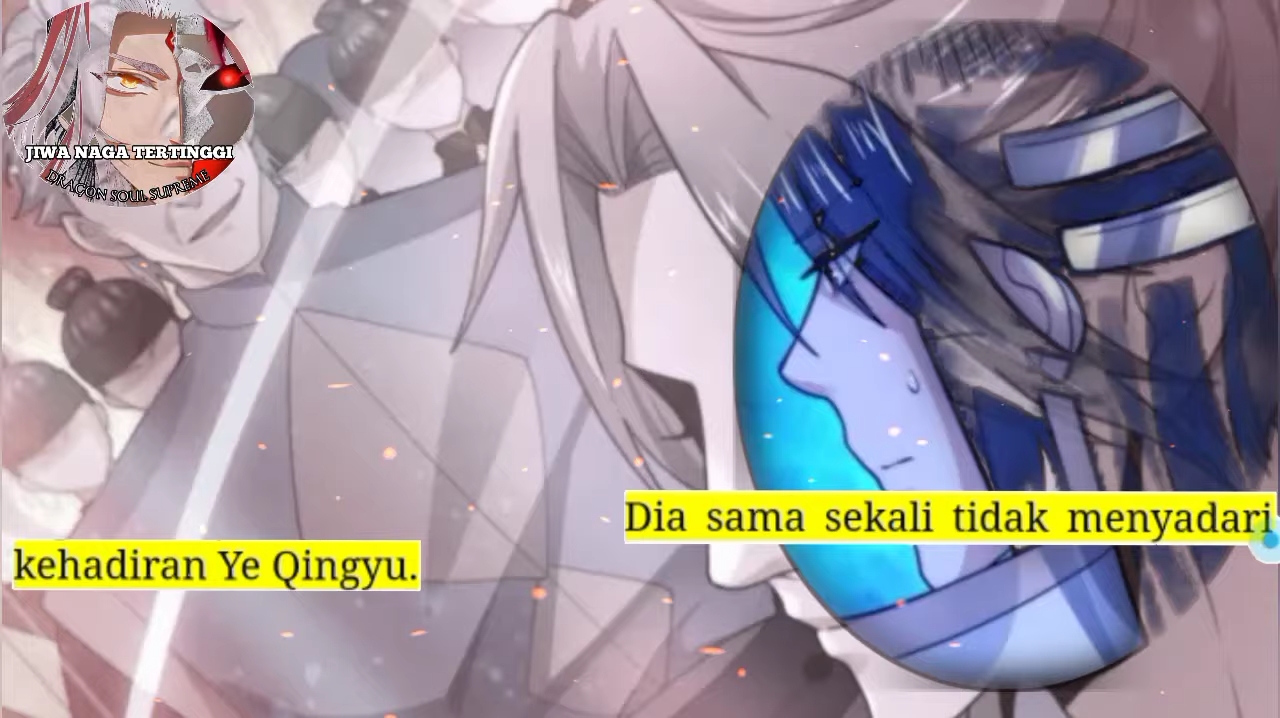 JIWA NAGA TERTINGGI
DRAGON SOUL SUPREME
Dia sama sekali tidak menyadari
kehadiran Ye Qingyu.